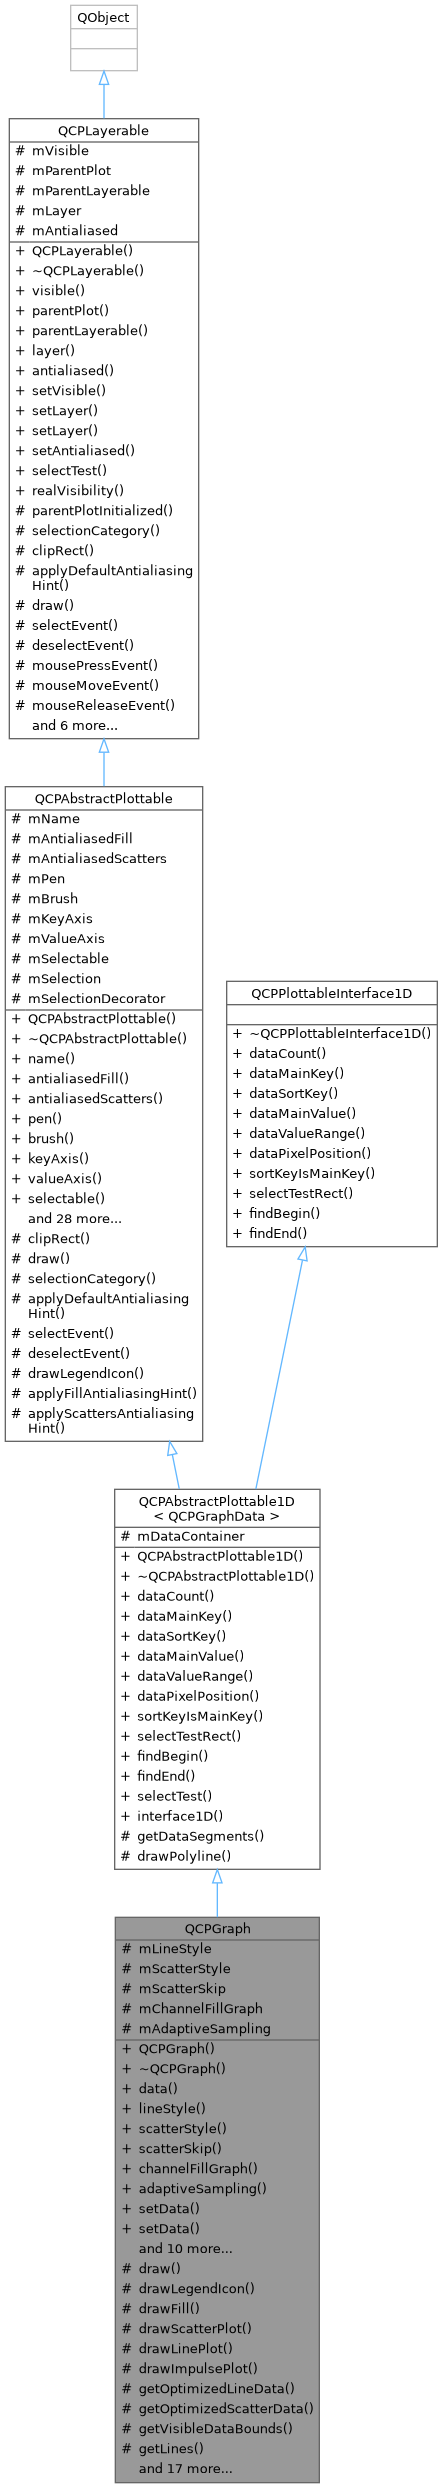 QObject
QCPLayerable
# mVisible
# mParentPlot
# mParentLayerable
# mLayer
# mAntialiased
+ QCPLayerable()
+ ~QCPLayerable()
+ visible()
+ parentPlot()
+ parentLayerable()
+ layer()
+ antialiased()
+ setVisible()
+ setLayer()
+ setLayer()
+ setAntialiased()
+ selectTest()
+ realVisibility()
# parentPlotInitialized()
# selectionCategory()
# clipRect()
# applyDefaultAntialiasing
Hint()
# draw()
# selectEvent()
# deselectEvent()
# mousePressEvent()
# mouseMoveEvent()
# mouseReleaseEvent()
and 6 more...
QCPAbstractPlottable
# mName
# mAntialiasedFill
# mAntialiasedScatters
# mPen
# mBrush
# mKeyAxis
# mValueAxis
# mSelectable
# mSelection
# mSelectionDecorator
+ QCPAbstractPlottable()
+ ~QCPAbstractPlottable()
+ name()
+ antialiasedFill()
+ antialiasedScatters()
+ pen()
+ brush()
+ keyAxis()
+ valueAxis()
+ selectable()
and 28 more...
# clipRect()
# draw()
# selectionCategory()
# applyDefaultAntialiasing
Hint()
# selectEvent()
# deselectEvent()
# drawLegendIcon()
# applyFillAntialiasingHint()
# applyScattersAntialiasing
Hint()
QCPPlottableInterface1D
+ ~QCPPlottableInterface1D()
+ dataCount()
+ dataMainKey()
+ dataSortKey()
+ dataMainValue()
+ dataValueRange()
+ dataPixelPosition()
+ sortKeyIsMainKey()
+ selectTestRect()
+ findBegin()
+ findEnd()
QCPAbstractPlottable1D
< QCPGraphData >
# mDataContainer
+ QCPAbstractPlottable1D()
+ ~QCPAbstractPlottable1D()
+ dataCount()
+ dataMainKey()
+ dataSortKey()
+ dataMainValue()
+ dataValueRange()
+ dataPixelPosition()
+ sortKeyIsMainKey()
+ selectTestRect()
+ findBegin()
+ findEnd()
+ selectTest()
+ interface1D()
# getDataSegments()
# drawPolyline()
QCPGraph
# mLineStyle
# mScatterStyle
# mScatterSkip
# mChannelFillGraph
# mAdaptiveSampling
+ QCPGraph()
+ ~QCPGraph()
+ data()
+ lineStyle()
+ scatterStyle()
+ scatterSkip()
+ channelFillGraph()
+ adaptiveSampling()
+ setData()
+ setData()
and 10 more...
# draw()
# drawLegendIcon()
# drawFill()
# drawScatterPlot()
# drawLinePlot()
# drawImpulsePlot()
# getOptimizedLineData()
# getOptimizedScatterData()
# getVisibleDataBounds()
# getLines()
and 17 more...